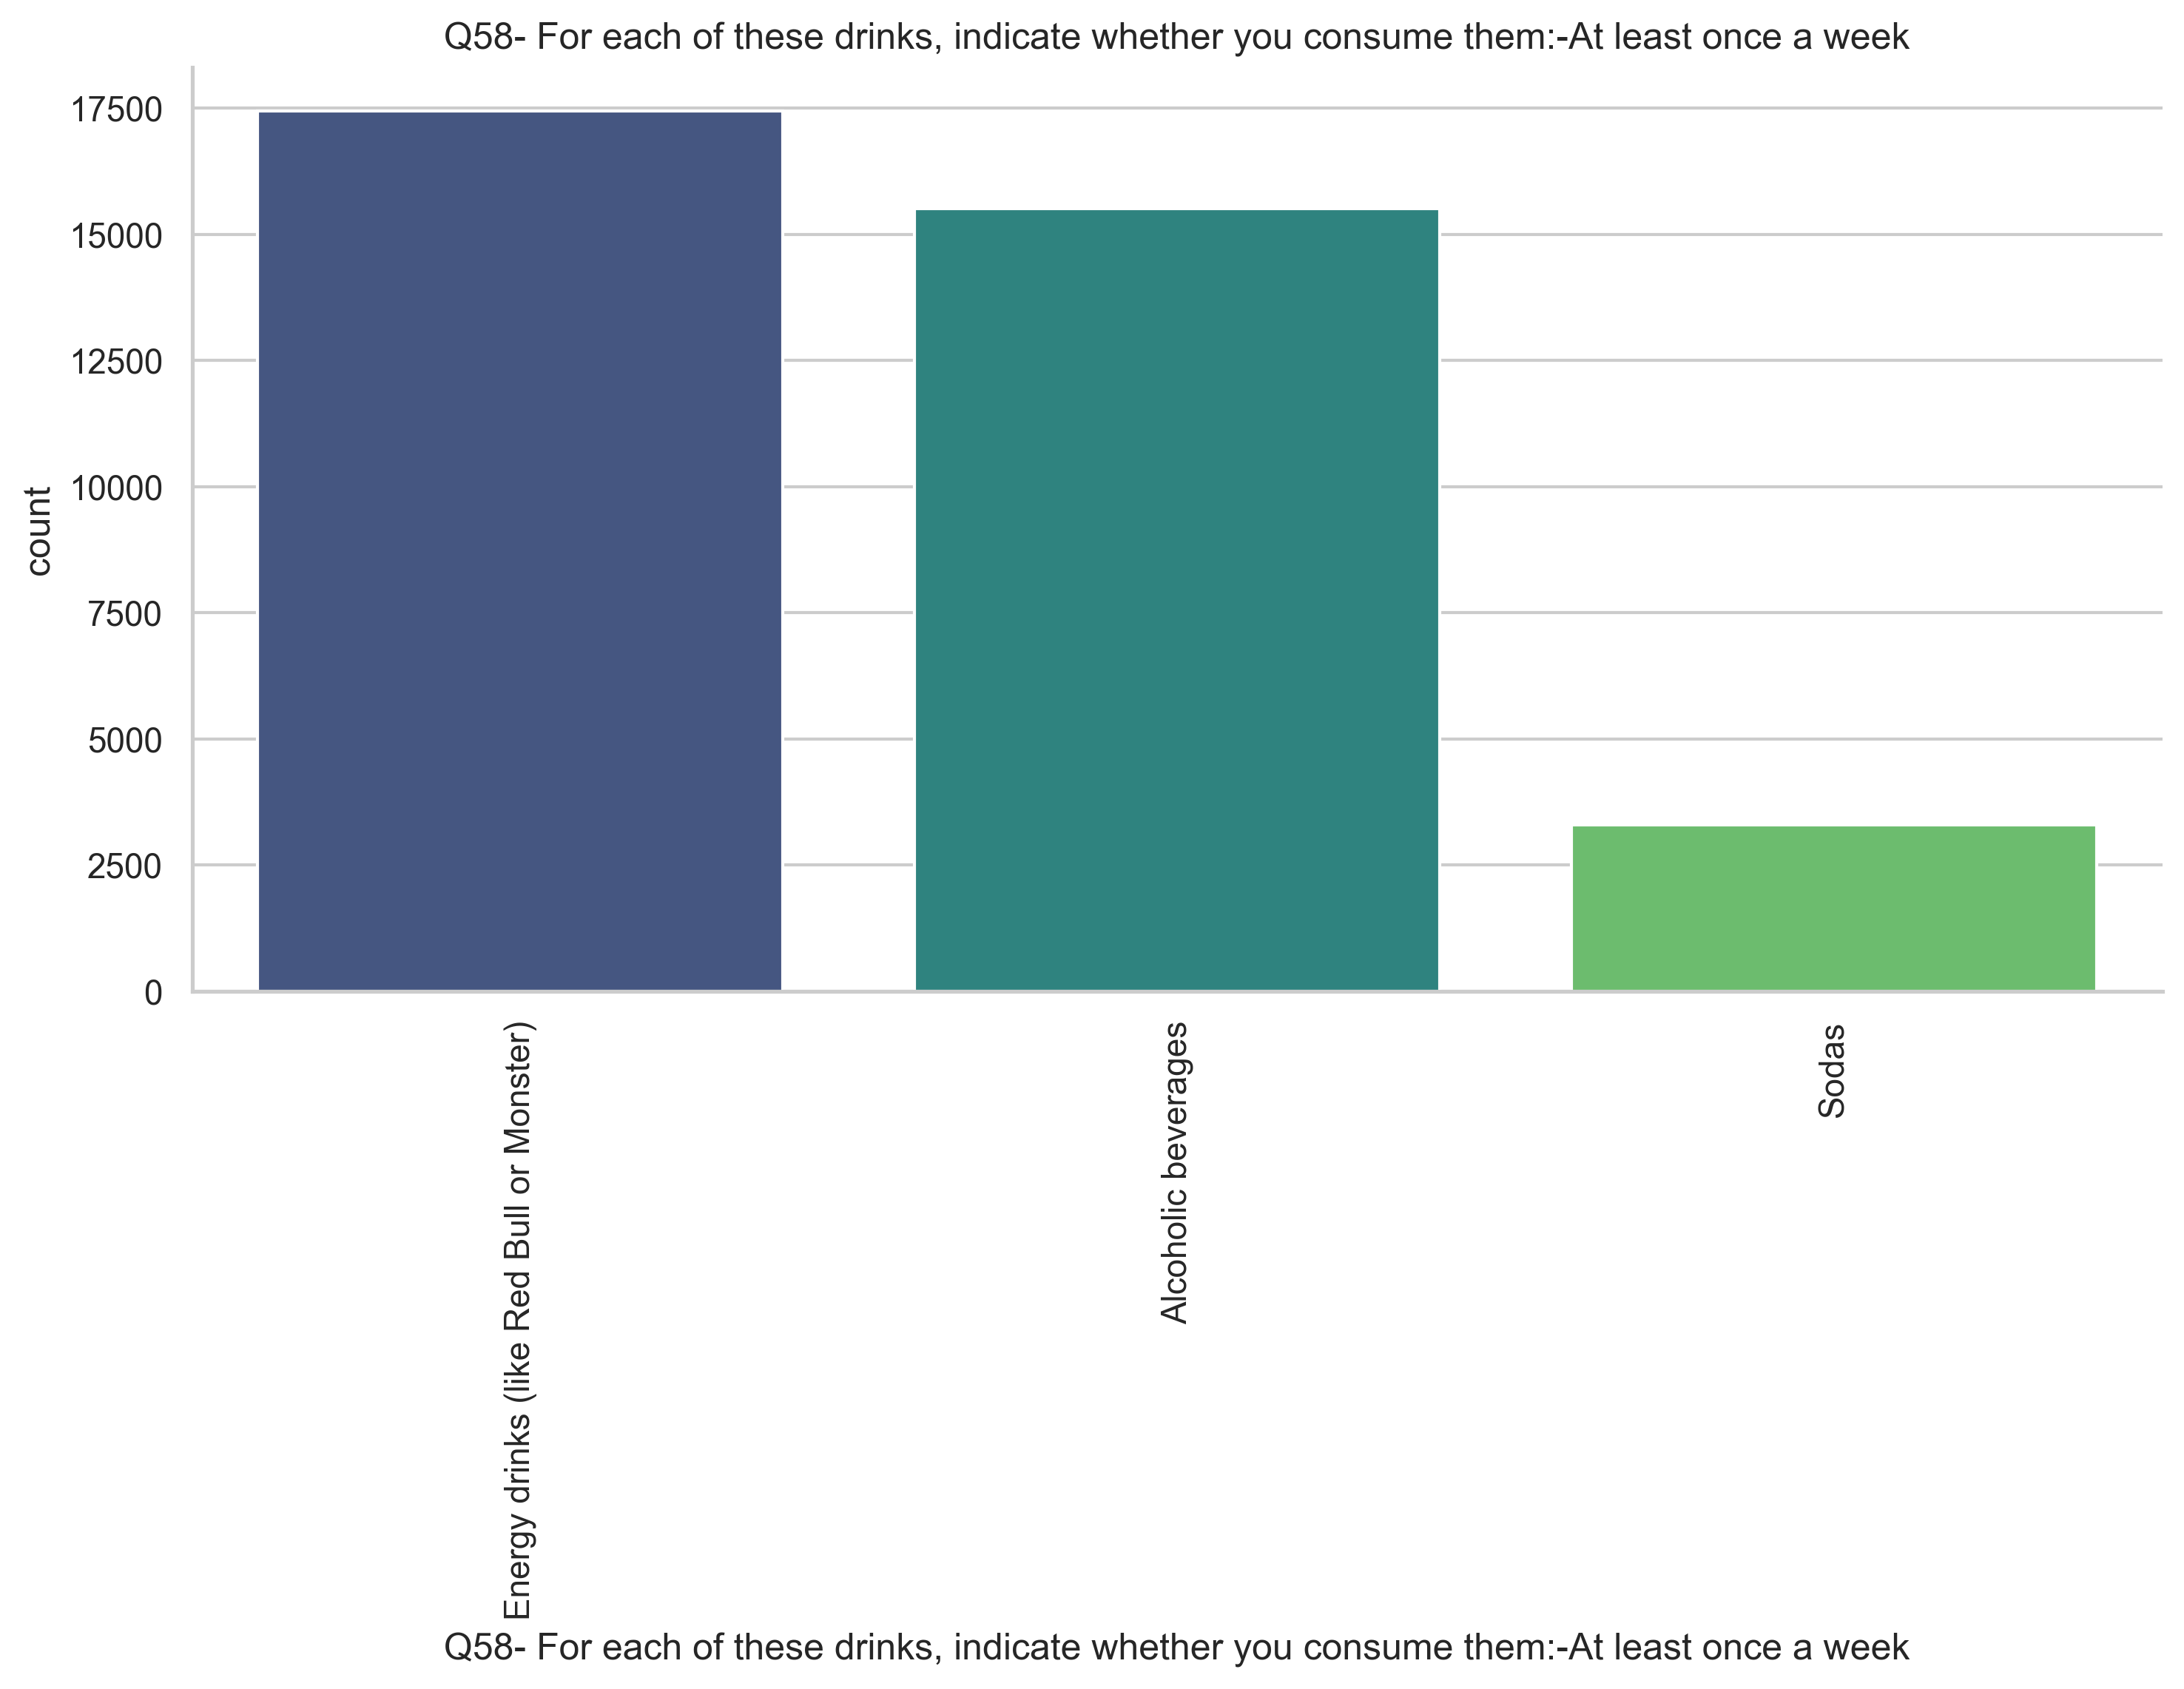 Q58- For each of these drinks, indicate whether you consume them:-At least once a week
17500
15000
12500
10000
7500
5000
2500
0
count
Energy drinks (like Red Bull or Monster)
Alcoholic beverages
Sodas
Q58- For each of these drinks, indicate whether you consume them:-At least once a week